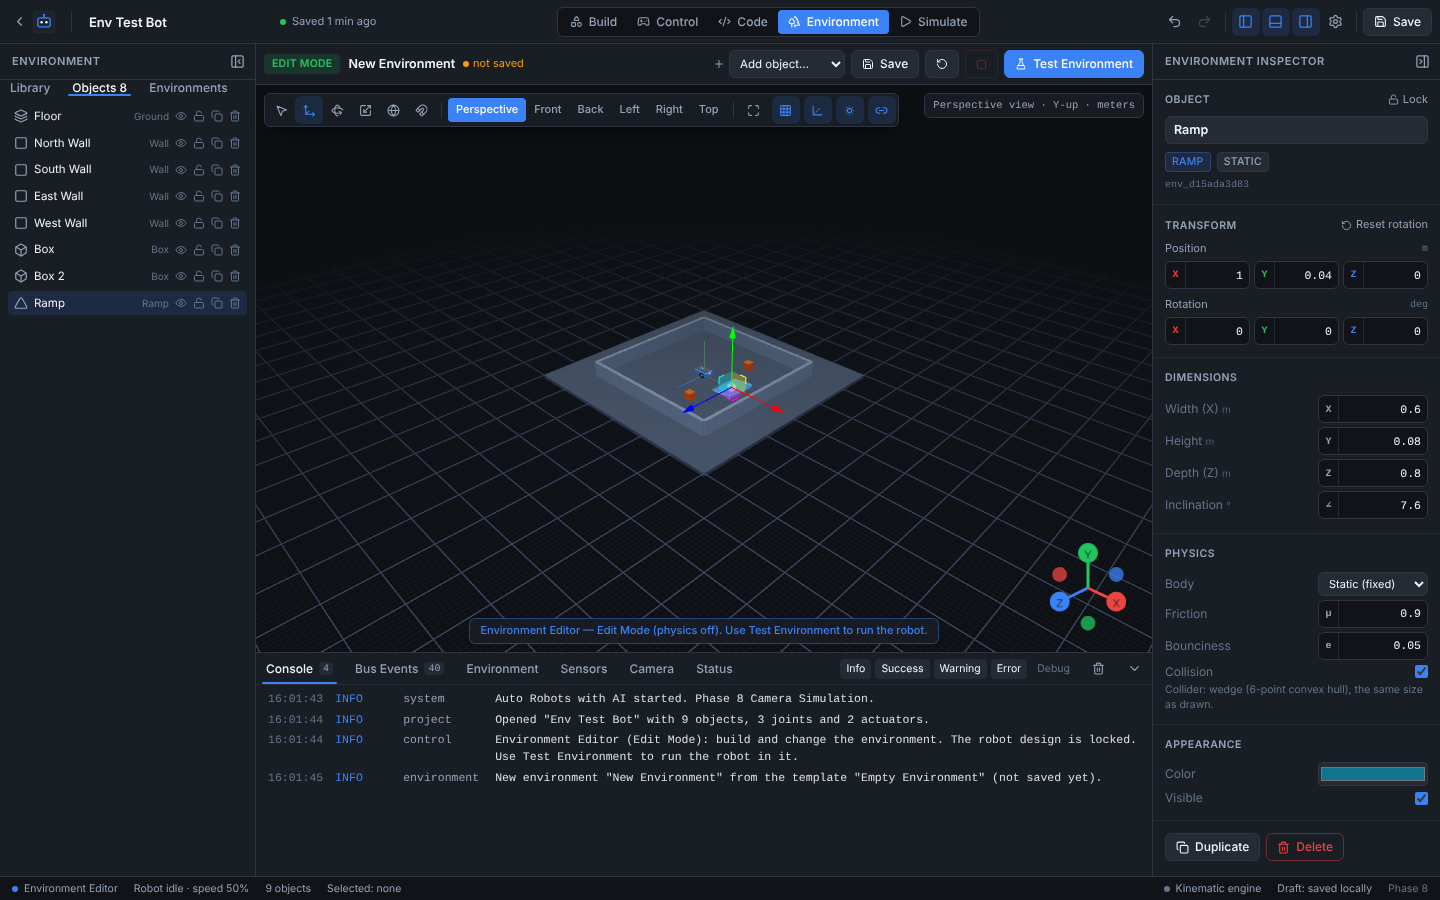 Env Test Bot
Saved 1 min ago
Build
Control
Code
Environment
Simulate
Save
ENVIRONMENT
Library
Objects 8
Environments
Floor Ground
North Wall Wall
South Wall Wall
East Wall Wall
West Wall Wall
Box Box
Box 2 Box
Ramp Ramp
EDIT MODE New Environment not saved
+ Add object... Save Test Environment
Perspective Front Back Left Right Top
Perspective view · Y-up · meters
Y
Z
X
Environment Editor — Edit Mode (physics off). Use Test Environment to run the robot.
Console 4 Bus Events 40 Environment Sensors Camera Status
Info Success Warning Error Debug
16:01:43 INFO system Auto Robots with AI started. Phase 8 Camera Simulation.
16:01:44 INFO project Opened "Env Test Bot" with 9 objects, 3 joints and 2 actuators.
16:01:44 INFO control Environment Editor (Edit Mode): build and change the environment. The robot design is locked.
Use Test Environment to run the robot in it.
16:01:45 INFO environment New environment "New Environment" from the template "Empty Environment" (not saved yet).
ENVIRONMENT INSPECTOR
OBJECT Lock
Ramp
RAMP STATIC
env_d15ada3d83
TRANSFORM Reset rotation
Position m
X 1 Y 0.04 Z 0
Rotation deg
X 0 Y 0 Z 0
DIMENSIONS
Width (X) m X 0.6
Height m Y 0.08
Depth (Z) m Z 0.8
Inclination ° ∠ 7.6
PHYSICS
Body Static (fixed)
Friction μ 0.9
Bounciness e 0.05
Collision
Collider: wedge (6-point convex hull), the same size
as drawn.
APPEARANCE
Color
Visible
Duplicate Delete
Environment Editor Robot idle · speed 50% 9 objects Selected: none
Kinematic engine Draft: saved locally Phase 8